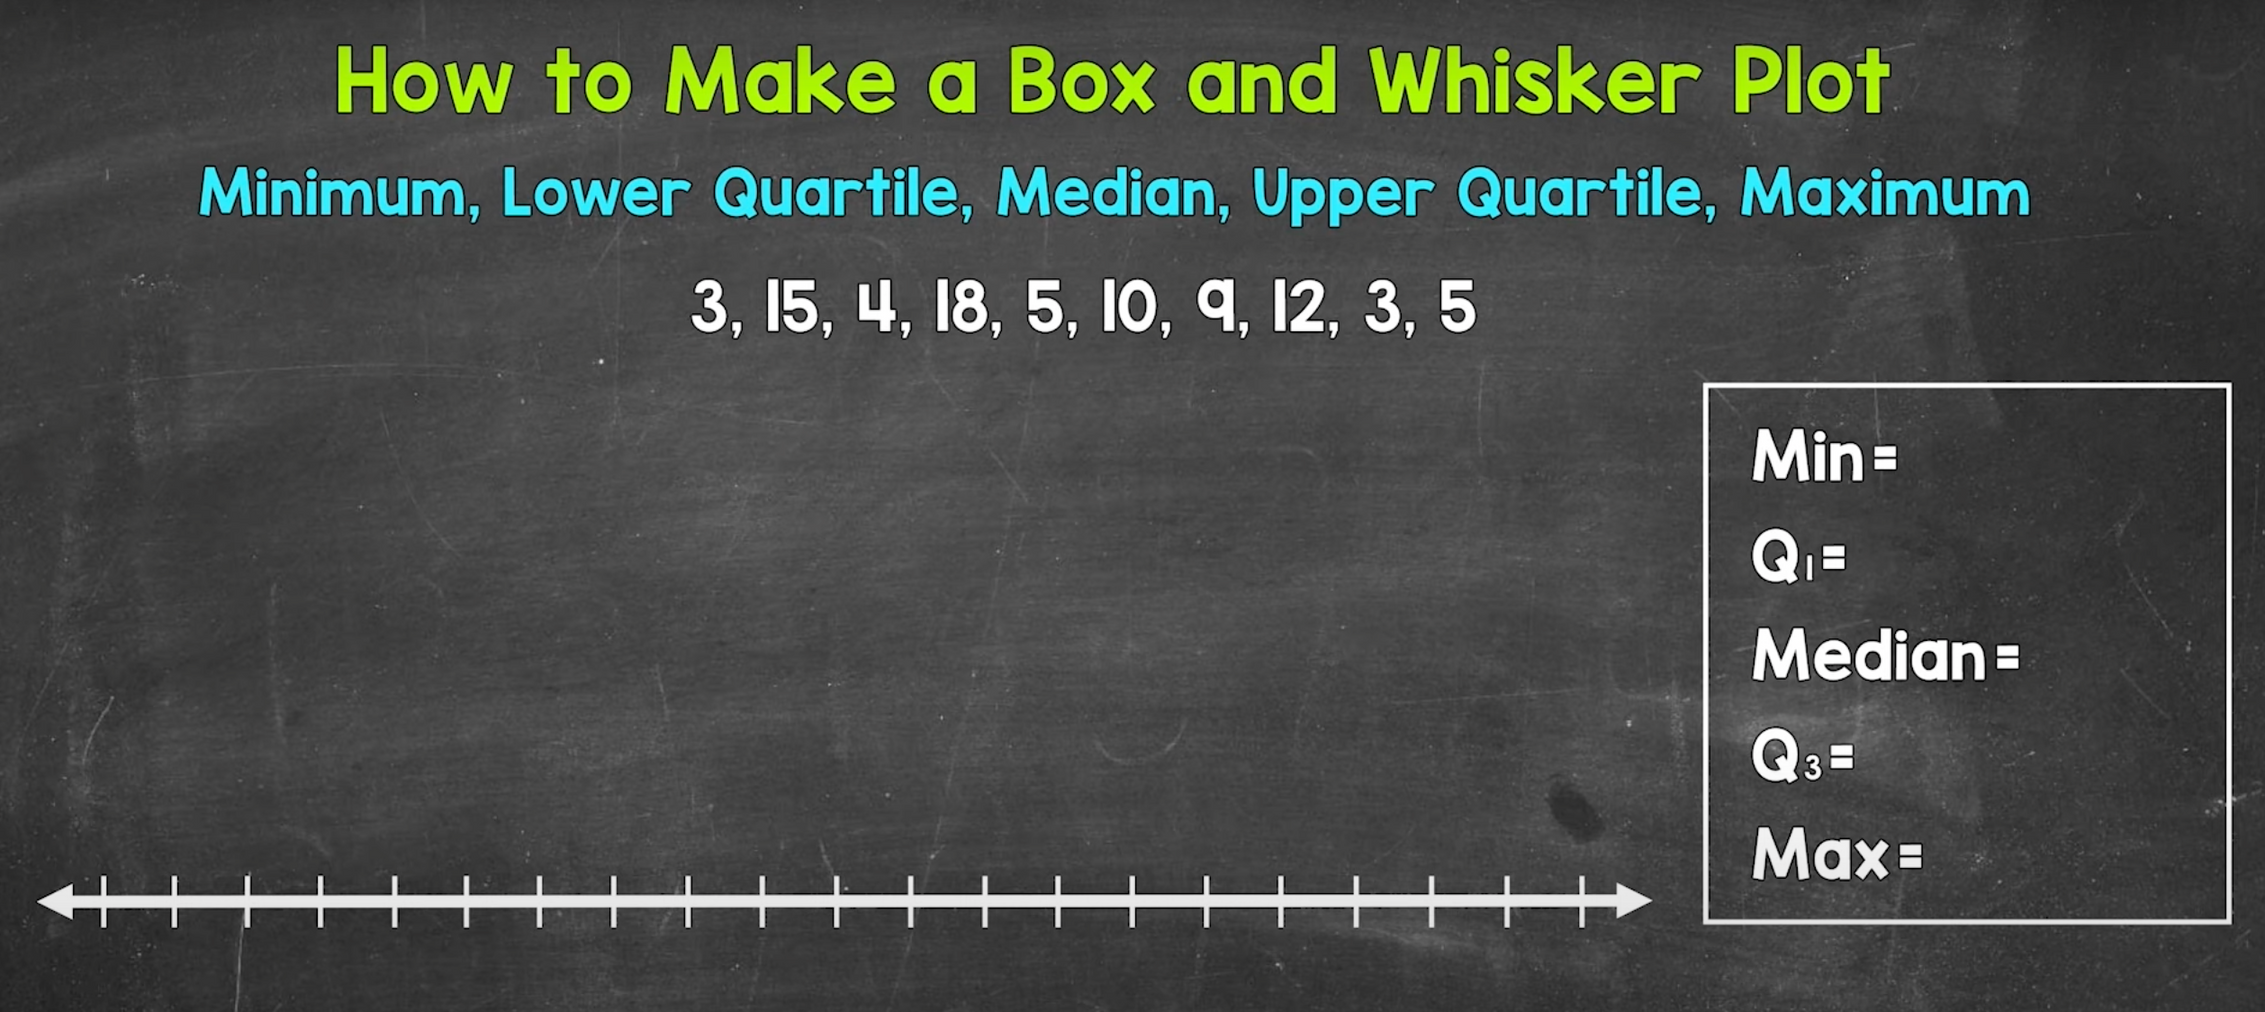 How to Make a Box and Whisker Plot
Minimum, Lower Quartile, Median, Upper Quartile, Maximum
3, 15, 4, 18, 5, 10, 9, 12, 3, 5
Min=
Q₁=
Median=
Q₃=
Max=